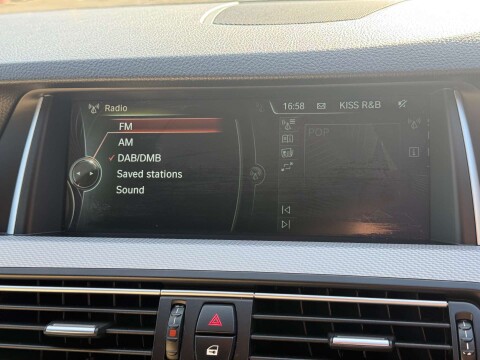 Radio
16:58
KISS R&B
FM
AM
DAB/DMB
Saved stations
Sound
POP